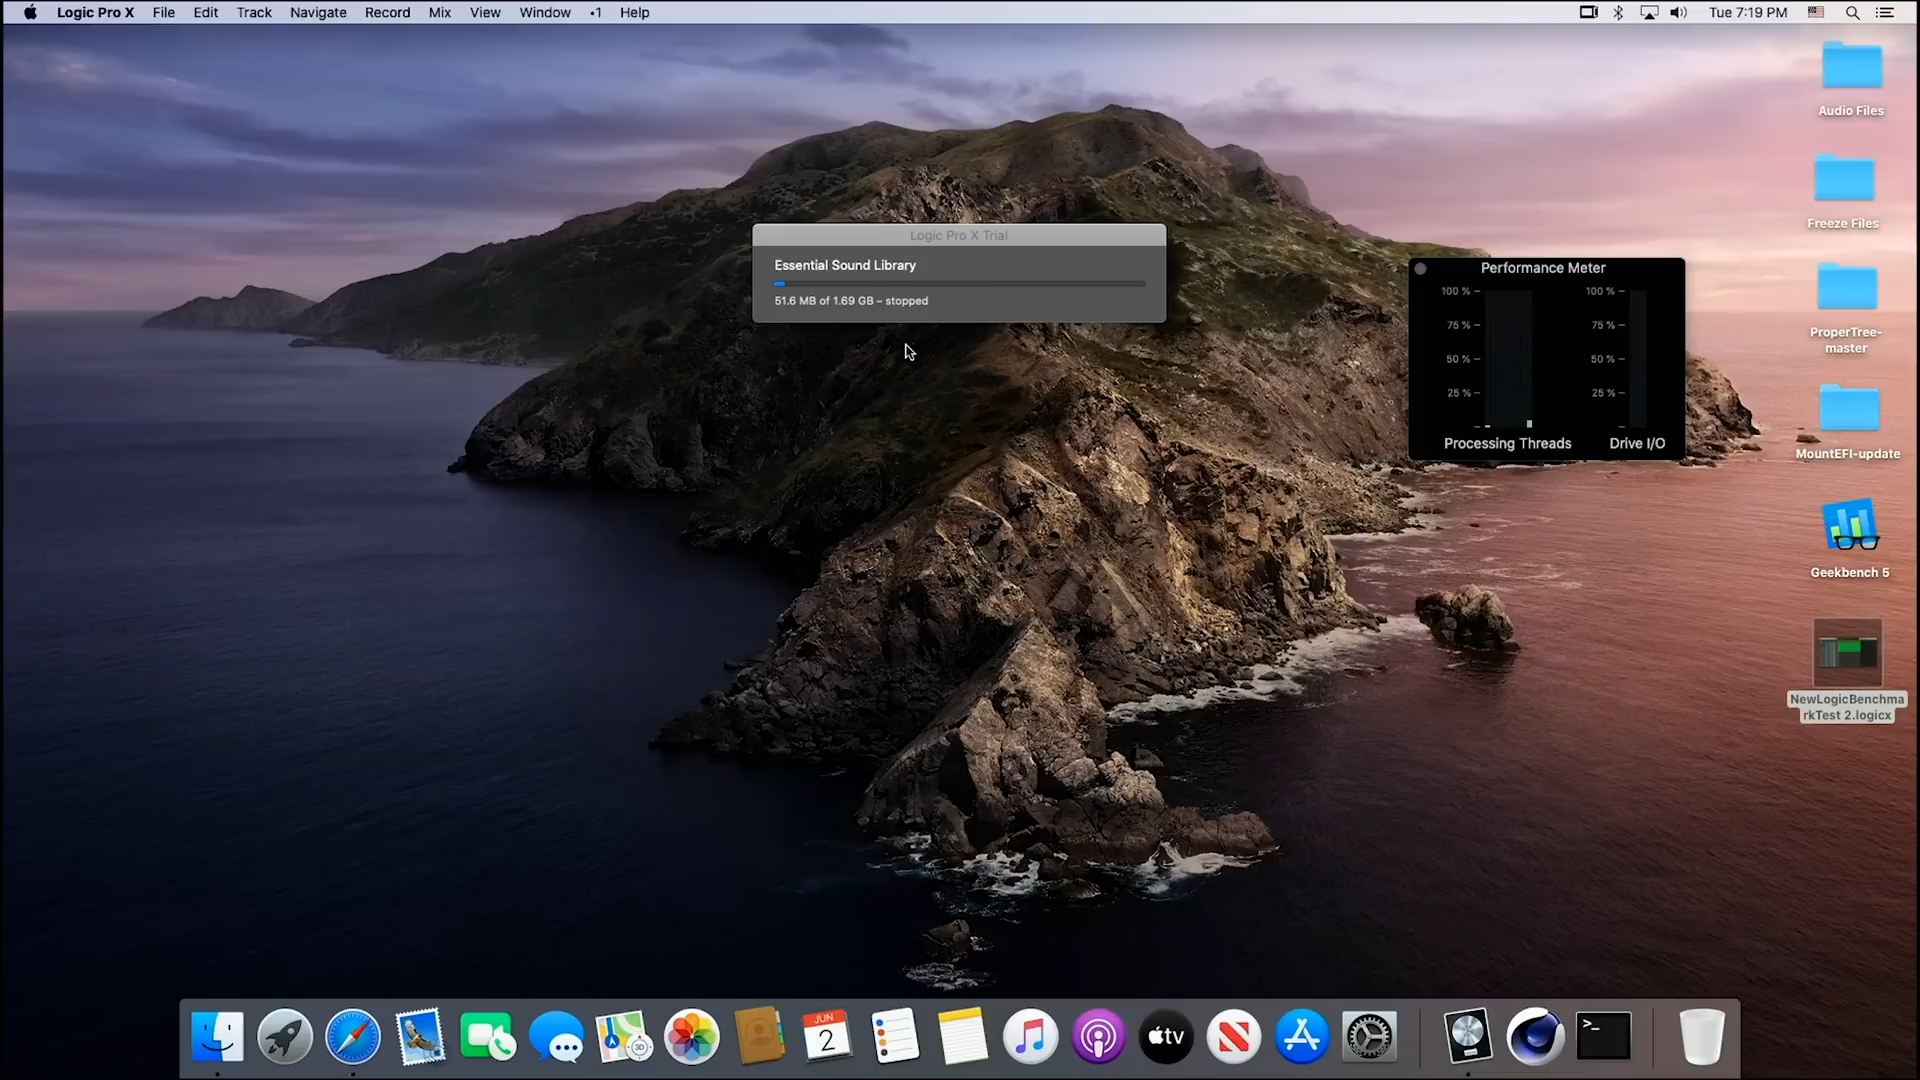 Logic Pro X File Edit Track Navigate Record Mix View Window •1 Help Tue 7:19 PM
Audio Files
Freeze Files
ProperTree-
master
MountEFI-update
Geekbench 5
NewLogicBenchma
rkTest 2.logicx
Logic Pro X Trial
Essential Sound Library
51.6 MB of 1.69 GB – stopped
Performance Meter
100 % 100 %
75 % 75 %
50 % 50 %
25 % 25 %
Processing Threads Drive I/O
JUN
2
3D
tv
>_